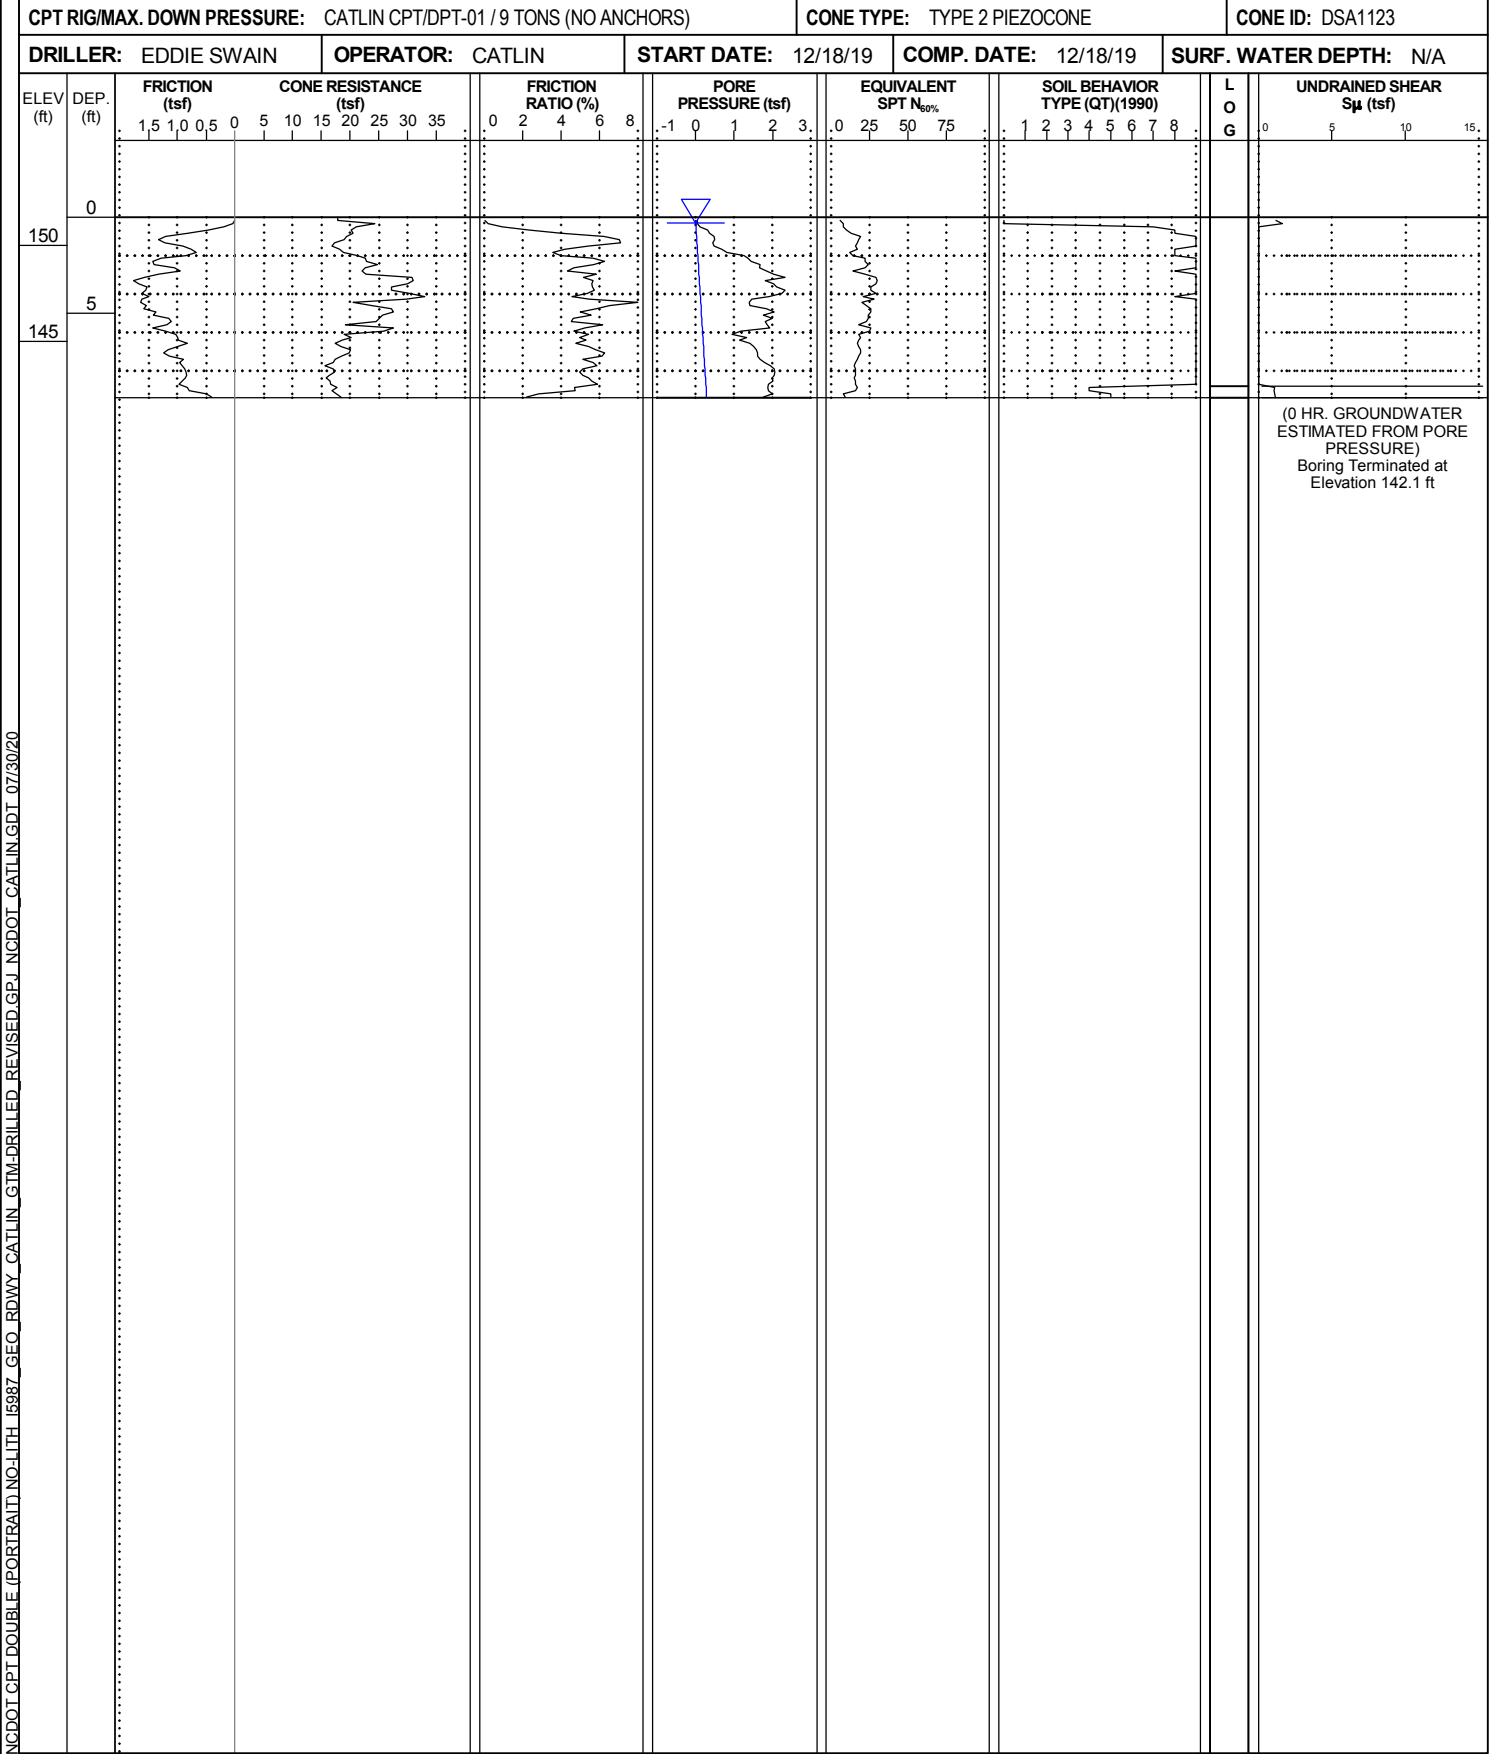 CPT RIG/MAX. DOWN PRESSURE: CATLIN CPT/DPT-01 / 9 TONS (NO ANCHORS) CONE TYPE: TYPE 2 PIEZOCONE CONE ID: DSA1123
DRILLER: EDDIE SWAIN OPERATOR: CATLIN START DATE: 12/18/19 COMP. DATE: 12/18/19 SURF. WATER DEPTH: N/A
ELEV (ft)
DEP. (ft)
FRICTION (tsf)
1.5 1.0 0.5 0
CONE RESISTANCE (tsf)
5 10 15 20 25 30 35
FRICTION RATIO (%)
0 2 4 6 8
PORE PRESSURE (tsf)
-1 0 1 2 3
EQUIVALENT SPT N60%
0 25 50 75
SOIL BEHAVIOR TYPE (QT)(1990)
1 2 3 4 5 6 7 8
L
O
G
UNDRAINED SHEAR Sμ (tsf)
0 5 10 15
0
150
5
145
(0 HR. GROUNDWATER
ESTIMATED FROM PORE
PRESSURE)
Boring Terminated at
Elevation 142.1 ft
NCDOT CPT DOUBLE (PORTRAIT) NO-LITH I5987_GEO_RDWY_CATLIN_GTM-DRILLED_REVISED.GPJ NCDOT_CATLIN.GDT 07/30/20